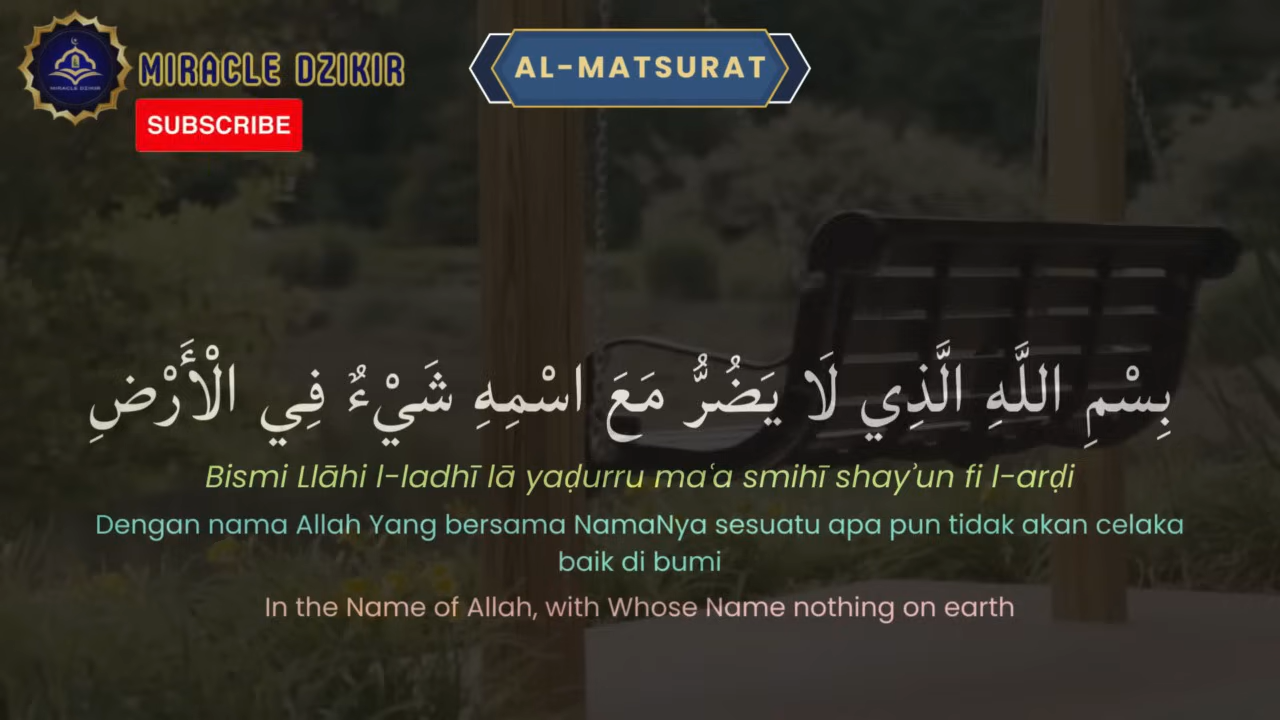 MIRACLE DZIKIR
MIRACLE DZIKIR
SUBSCRIBE
AL-MATSURAT
بِسْمِ اللَّهِ الَّذِي لَا يَضُرُّ مَعَ اسْمِهِ شَيْءٌ فِي الْأَرْضِ
Bismi Llāhi l-ladhī lā yaḍurru maʿa smihī shayʾun fi l-arḍi
Dengan nama Allah Yang bersama NamaNya sesuatu apa pun tidak akan celaka
baik di bumi
In the Name of Allah, with Whose Name nothing on earth